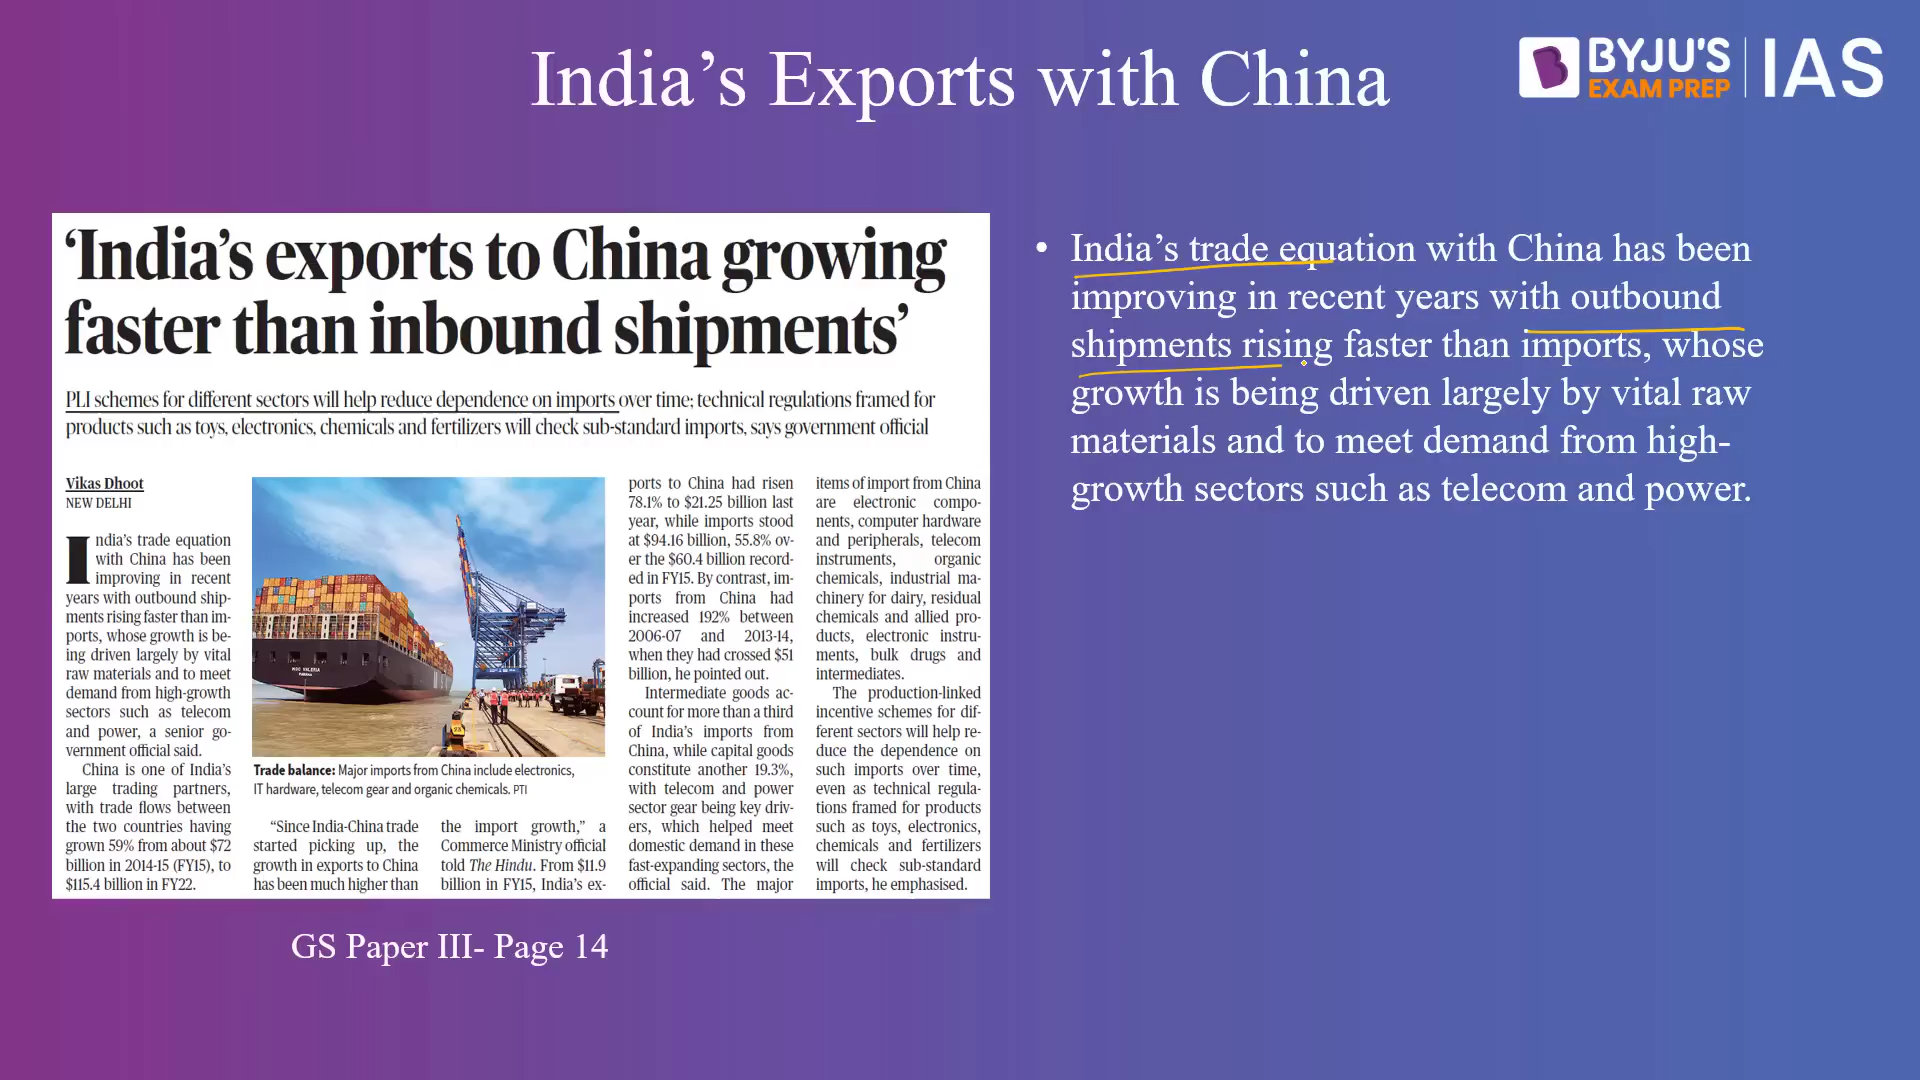 India’s Exports with China
BYJU'S
EXAM PREP
IAS
‘India’s exports to China growing
faster than inbound shipments’
PLI schemes for different sectors will help reduce dependence on imports over time; technical regulations framed for
products such as toys, electronics, chemicals and fertilizers will check sub-standard imports, says government official
Vikas Dhoot
NEW DELHI
India’s trade equation
with China has been
improving in recent
years with outbound ship-
ments rising faster than im-
ports, whose growth is be-
ing driven largely by vital
raw materials and to meet
demand from high-growth
sectors such as telecom
and power, a senior go-
vernment official said.
China is one of India’s
large trading partners,
with trade flows between
the two countries having
grown 59% from about $72
billion in 2014-15 (FY15), to
$115.4 billion in FY22.
Trade balance: Major imports from China include electronics,
IT hardware, telecom gear and organic chemicals. PTI
“Since India-China trade
started picking up, the
growth in exports to China
has been much higher than
the import growth,” a
Commerce Ministry official
told The Hindu. From $11.9
billion in FY15, India’s ex-
ports to China had risen
78.1% to $21.25 billion last
year, while imports stood
at $94.16 billion, 55.8% ov-
er the $60.4 billion record-
ed in FY15. By contrast, im-
ports from China had
increased 192% between
2006-07 and 2013-14,
when they had crossed $51
billion, he pointed out.
Intermediate goods ac-
count for more than a third
of India’s imports from
China, while capital goods
constitute another 19.3%,
with telecom and power
sector gear being key driv-
ers, which helped meet
domestic demand in these
fast-expanding sectors, the
official said. The major
items of import from China
are electronic compo-
nents, computer hardware
and peripherals, telecom
instruments, organic
chemicals, industrial ma-
chinery for dairy, residual
chemicals and allied pro-
ducts, electronic instru-
ments, bulk drugs and
intermediates.
The production-linked
incentive schemes for dif-
ferent sectors will help re-
duce the dependence on
such imports over time,
even as technical regula-
tions framed for products
such as toys, electronics,
chemicals and fertilizers
will check sub-standard
imports, he emphasised.
GS Paper III- Page 14
• India’s trade equation with China has been
improving in recent years with outbound
shipments rising faster than imports, whose
growth is being driven largely by vital raw
materials and to meet demand from high-
growth sectors such as telecom and power.